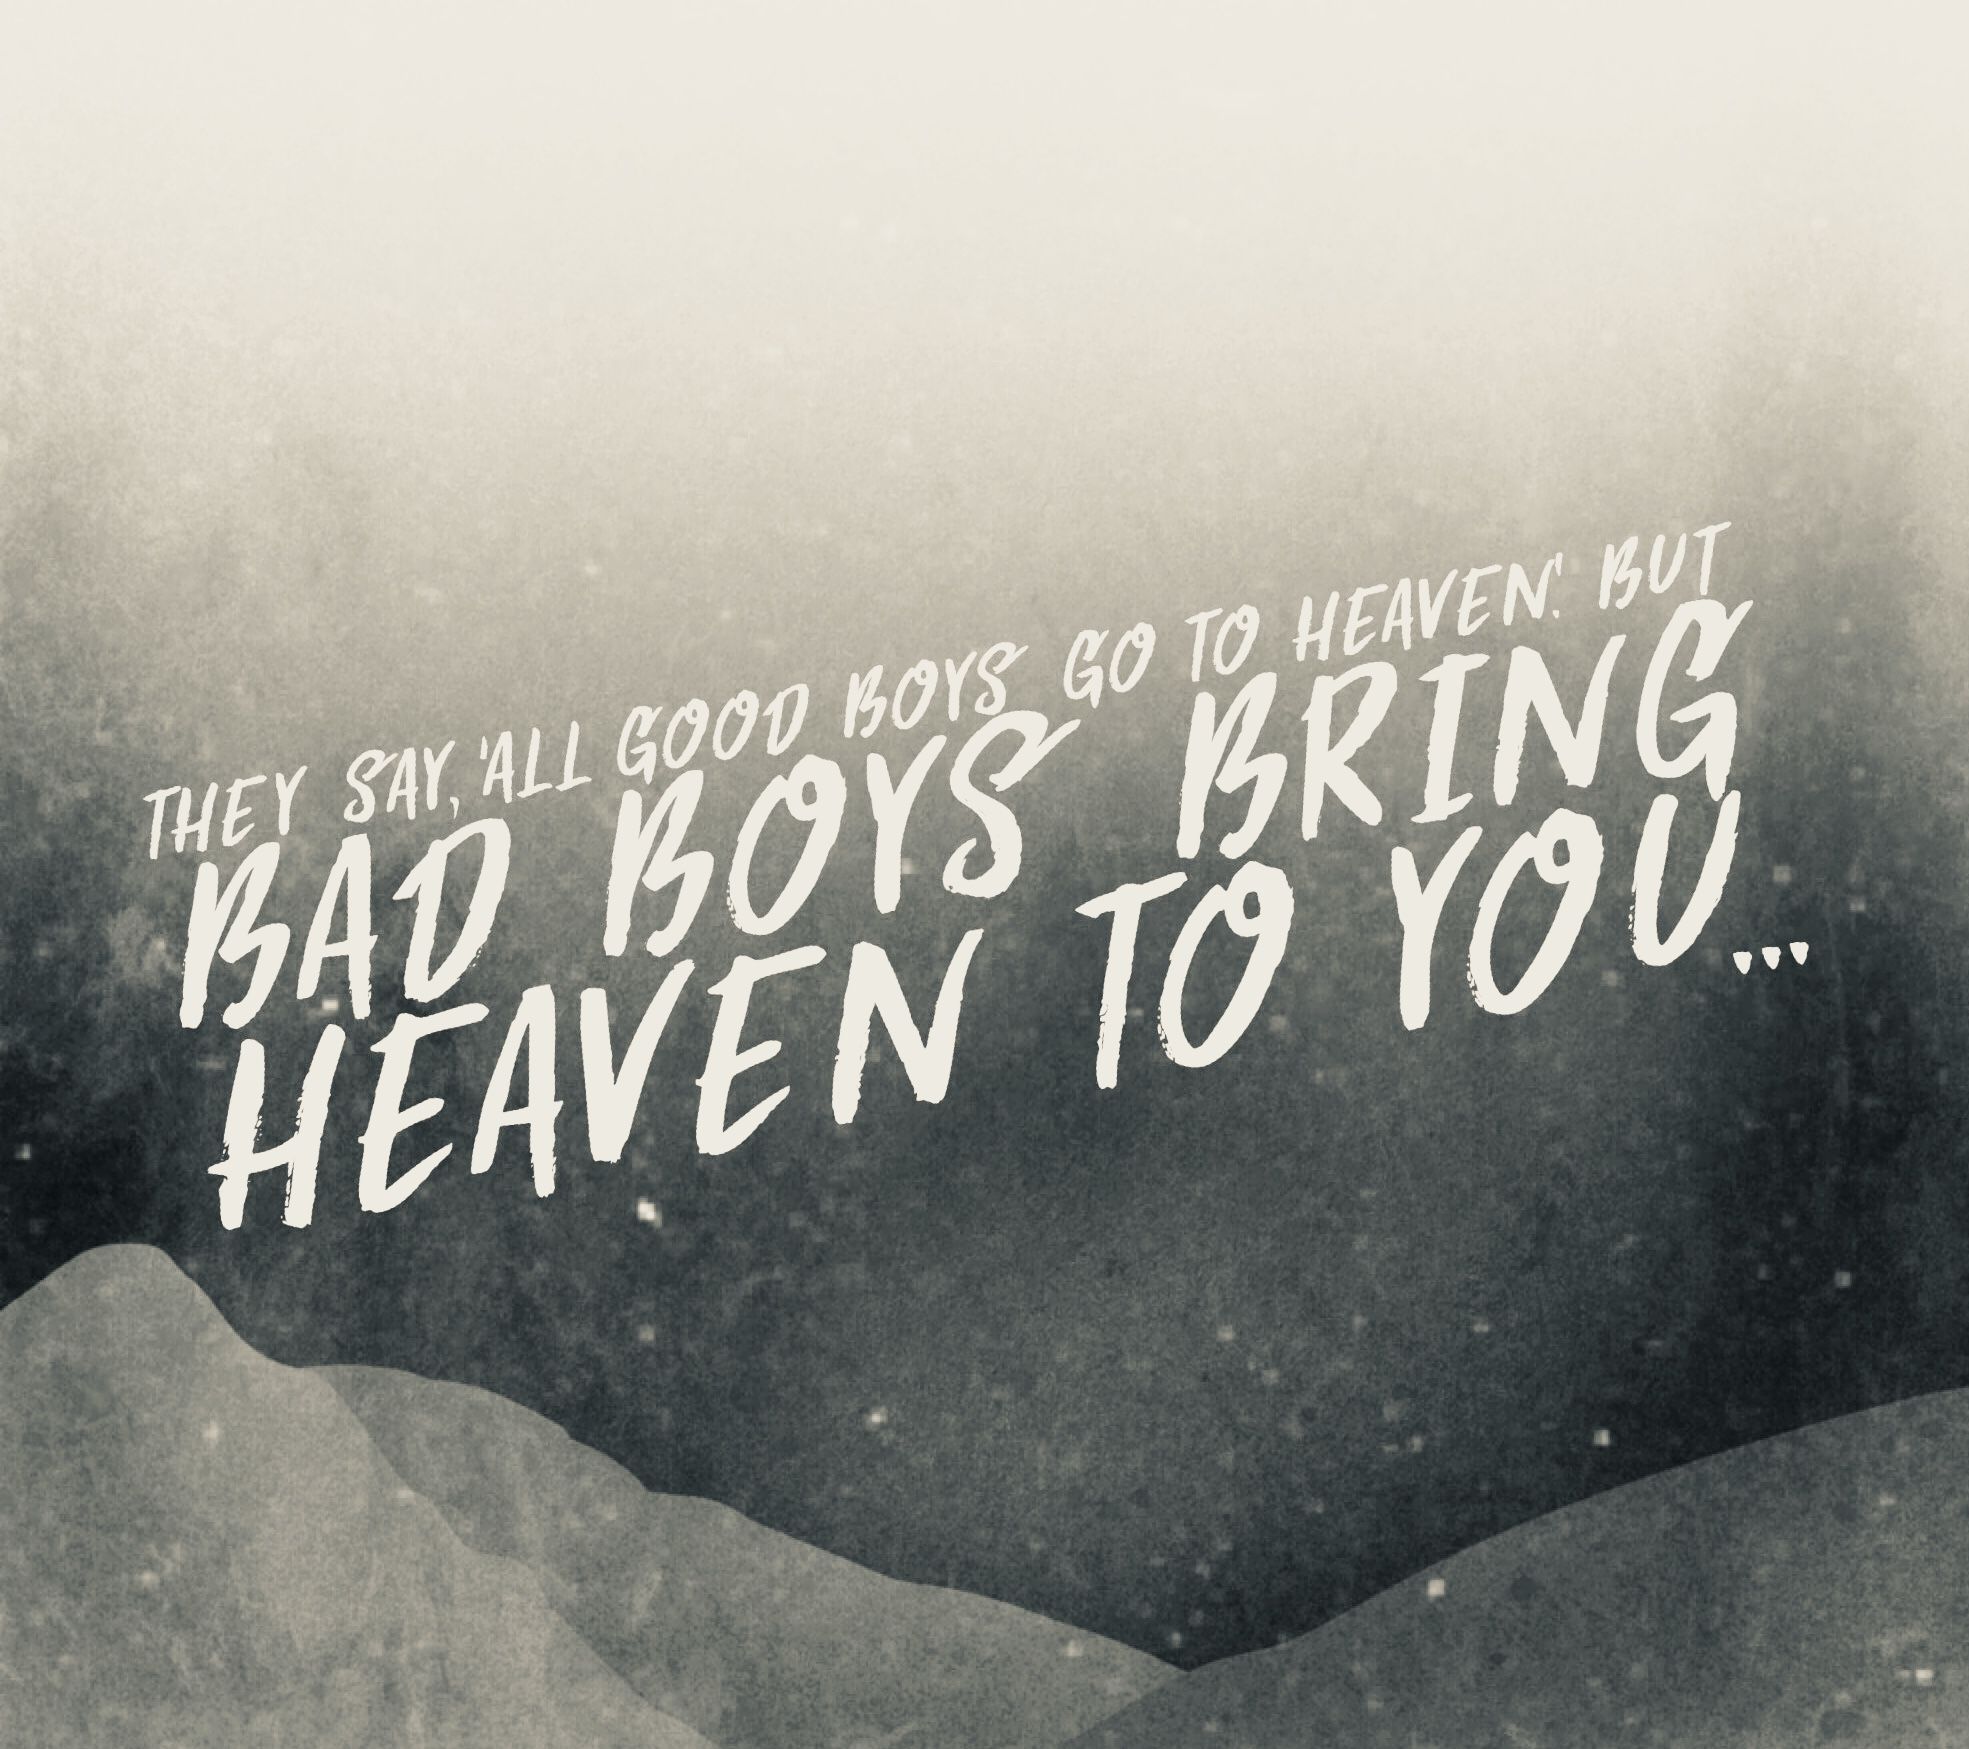 THEY SAY, 'ALL GOOD BOYS GO TO HEAVEN.' BUT
BAD BOYS BRING
HEAVEN TO YOU...